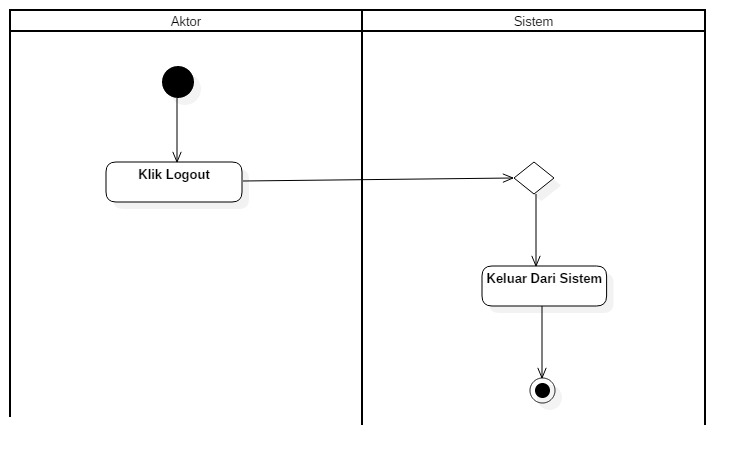 Aktor
Sistem
Klik Logout
Keluar Dari Sistem